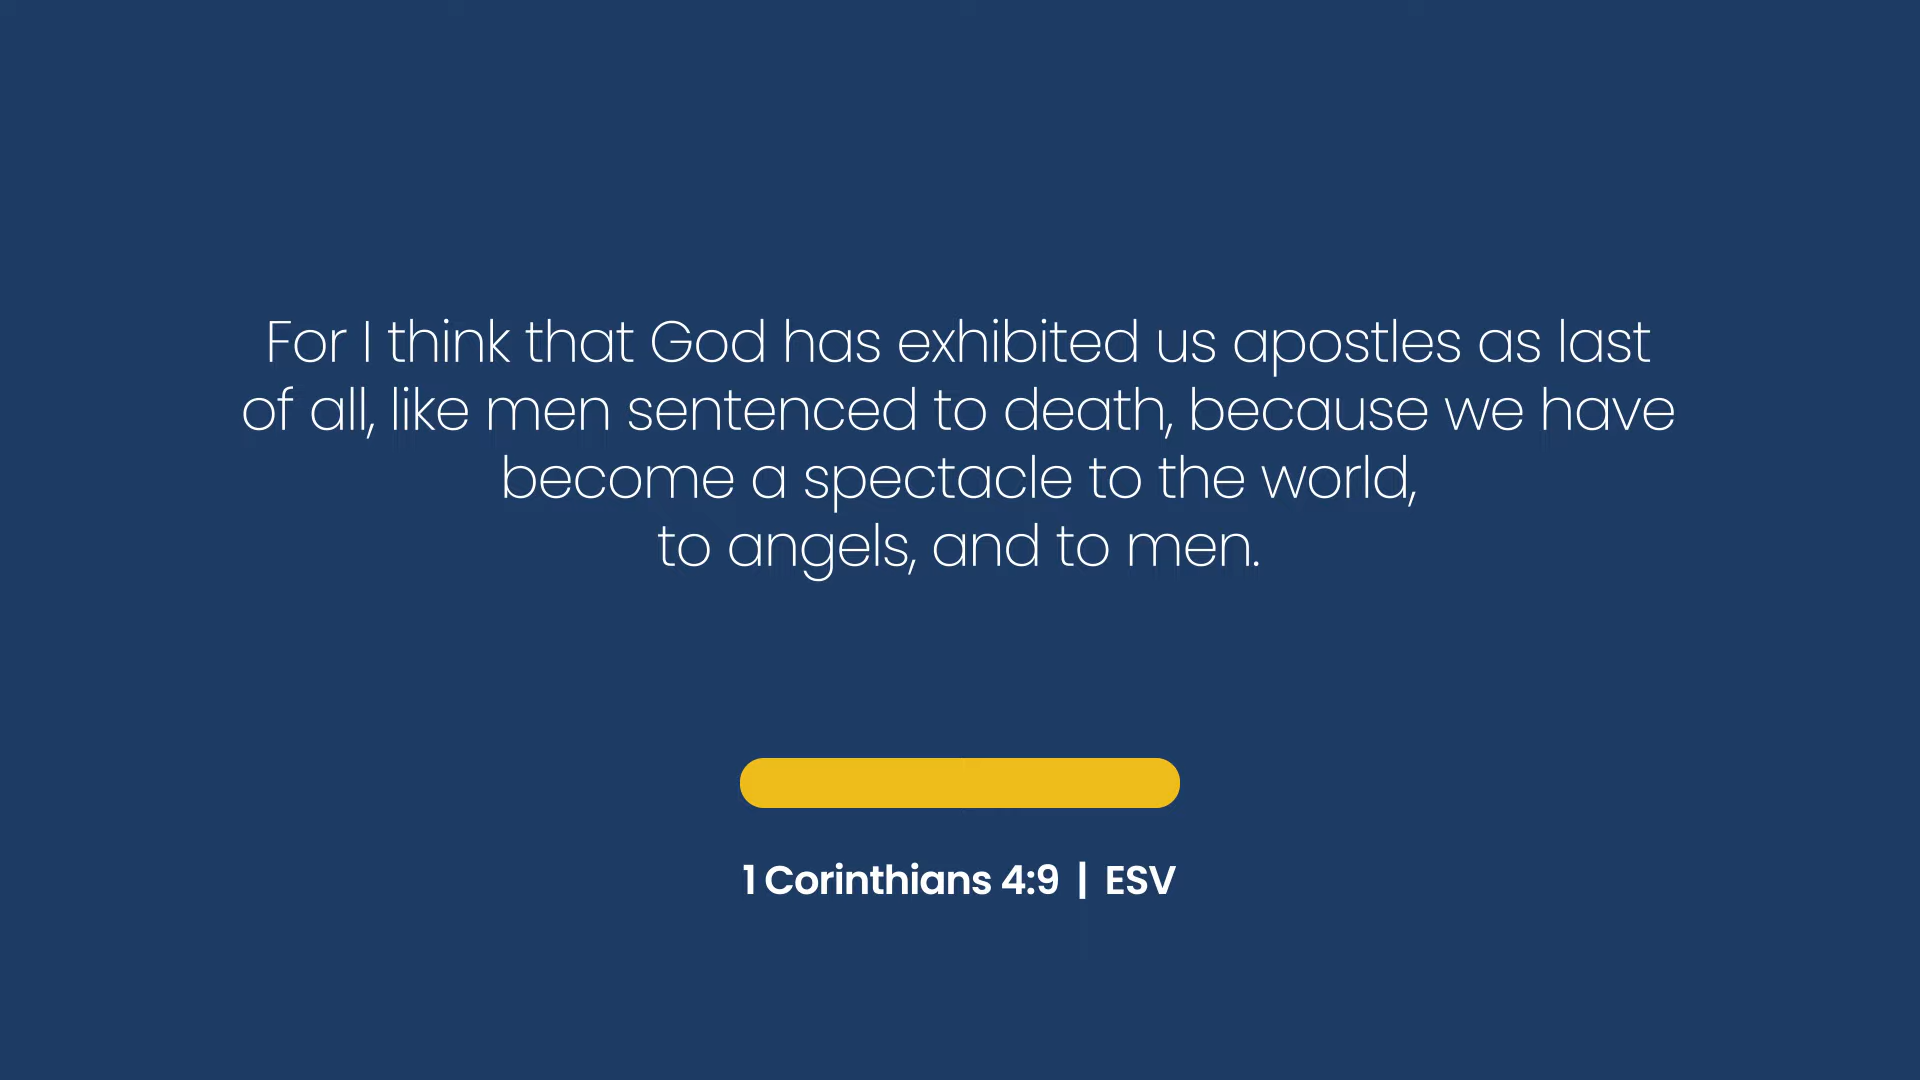 For I think that God has exhibited us apostles as last
of all, like men sentenced to death, because we have
become a spectacle to the world,
to angels, and to men.
1 Corinthians 4:9 | ESV